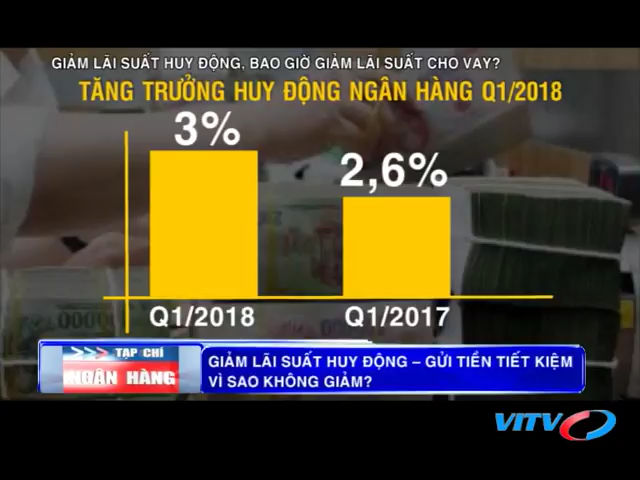 GIẢM LÃI SUẤT HUY ĐỘNG, BAO GIỜ GIẢM LÃI SUẤT CHO VAY?
TĂNG TRƯỞNG HUY ĐỘNG NGÂN HÀNG Q1/2018
3%
2,6%
Q1/2018
Q1/2017
TẠP CHÍ
NGÂN HÀNG
GIẢM LÃI SUẤT HUY ĐỘNG – GỬI TIỀN TIẾT KIỆM
VÌ SAO KHÔNG GIẢM?
VITV